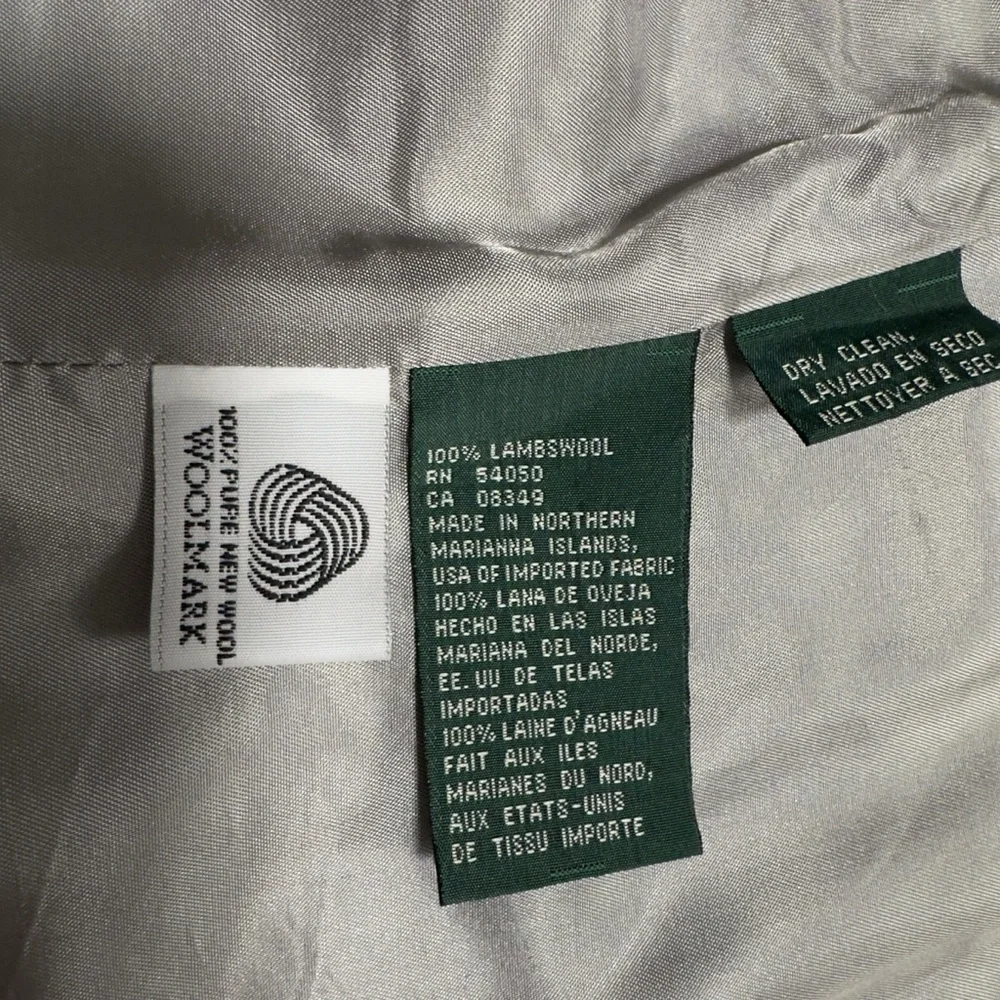 100% PURE NEW WOOL
WOOLMARK
100% LAMBSWOOL
RN 54050
CA 08349
MADE IN NORTHERN
MARIANNA ISLANDS,
USA OF IMPORTED FABRIC
100% LANA DE OVEJA
HECHO EN LAS ISLAS
MARIANA DEL NORDE,
EE. UU DE TELAS
IMPORTADAS
100% LAINE D'AGNEAU
FAIT AUX ILES
MARIANES DU NORD,
AUX ETATS-UNIS
DE TISSU IMPORTE
DRY CLEAN.
LAVADO EN SECO
NETTOYER A SEC